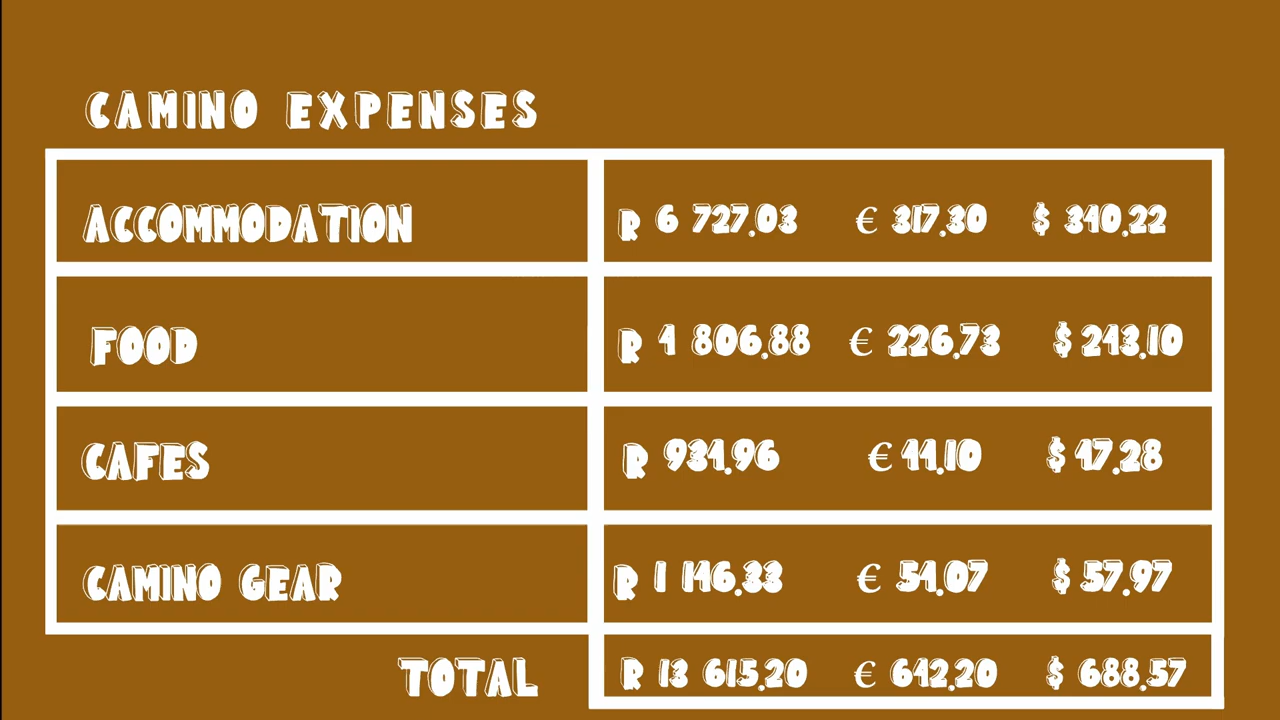 CAMINO EXPENSES
ACCOMMODATION R 6 727.03 € 317.30 $ 340.22
FOOD R 4 806.88 € 226.73 $ 243.10
CAFES R 934.96 € 44.10 $ 47.28
CAMINO GEAR R 1 146.33 € 54.07 $ 57.97
TOTAL R 13 615.20 € 642.20 $ 688.57